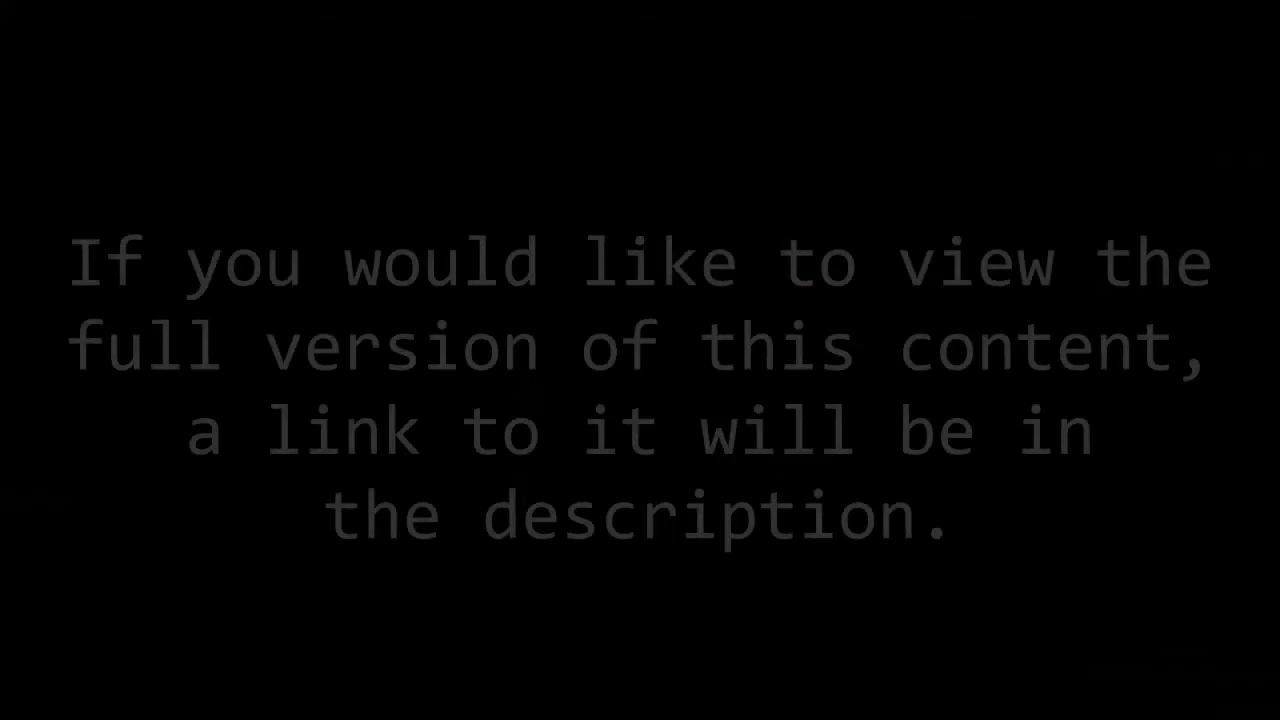 If you would like to view the
full version of this content,
a link to it will be in
the description.